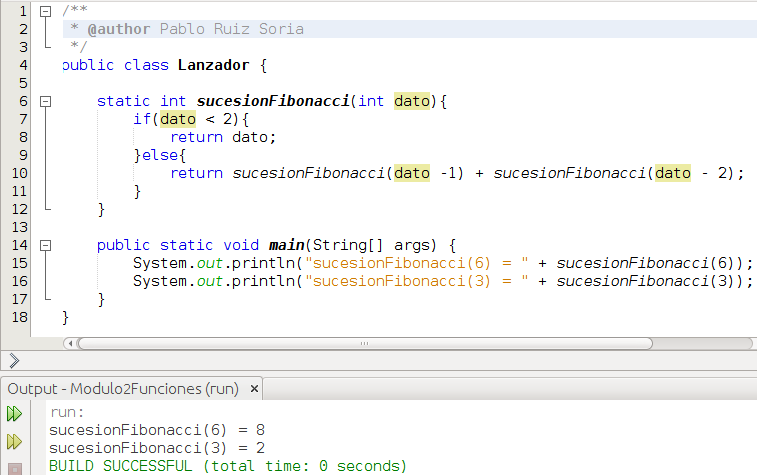 1 /**
2  * @author Pablo Ruiz Soria
3  */
4 public class Lanzador {
5
6     static int sucesionFibonacci(int dato){
7         if(dato < 2){
8             return dato;
9         }else{
10             return sucesionFibonacci(dato -1) + sucesionFibonacci(dato - 2);
11         }
12     }
13
14     public static void main(String[] args) {
15         System.out.println("sucesionFibonacci(6) = " + sucesionFibonacci(6));
16         System.out.println("sucesionFibonacci(3) = " + sucesionFibonacci(3));
17     }
18 }
Output - Modulo2Funciones (run) ×
run:
sucesionFibonacci(6) = 8
sucesionFibonacci(3) = 2
BUILD SUCCESSFUL (total time: 0 seconds)